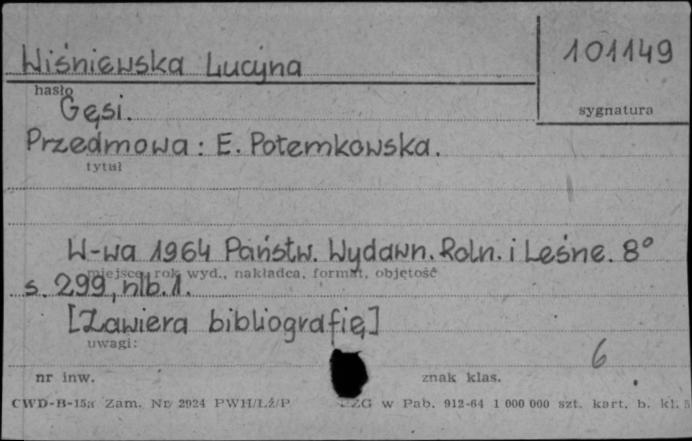 Wiśniewska Lucyna
101149
hasło
sygnatura
Gęsi.
Przedmowa: E. Potemkowska.
tytuł
W-wa 1964 Państw. Wydawn. Roln. i Leśne. 8°
miejsce, rok wyd., nakładca, format, objętość
s. 299, nlb. 1.
[Zawiera bibliografię]
uwagi:
6
nr inw.
znak klas.
CWD-B-15a Zam. Nr 2924 PWH/Lż/P
w Pab. 912-64 1 000 000 szt. kart. b. kl. 5